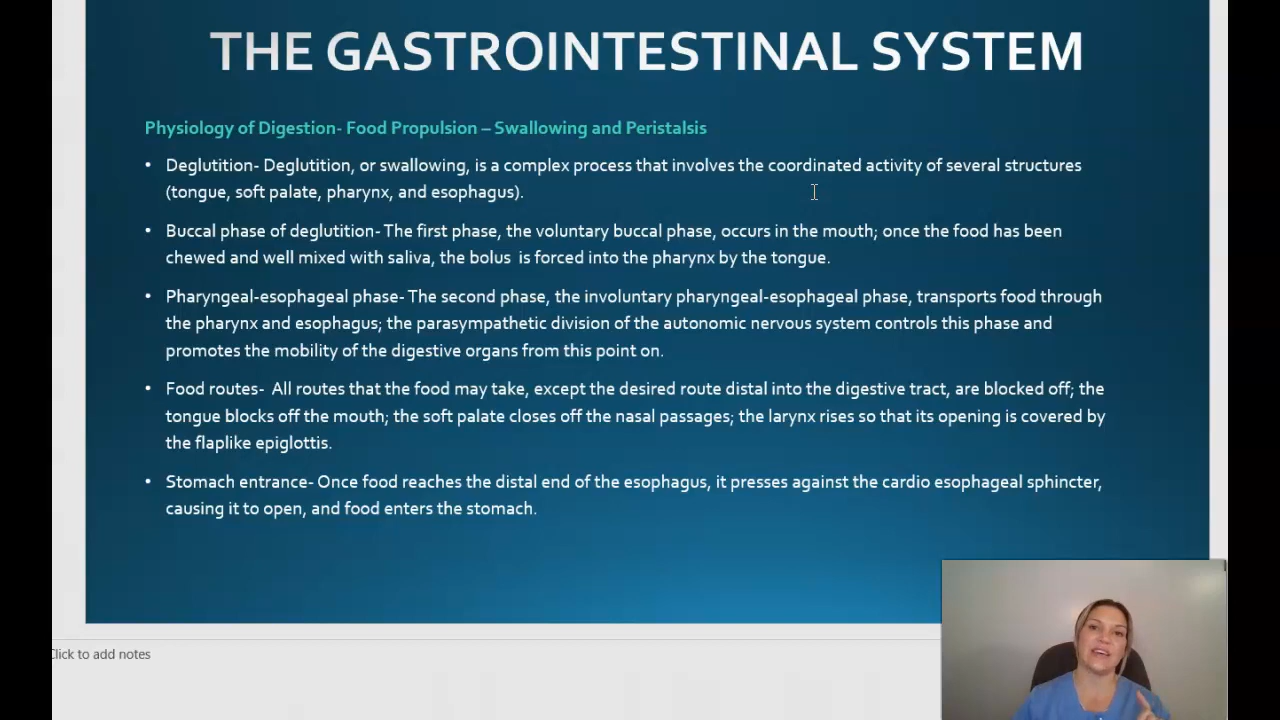 THE GASTROINTESTINAL SYSTEM
Physiology of Digestion- Food Propulsion – Swallowing and Peristalsis
• Deglutition- Deglutition, or swallowing, is a complex process that involves the coordinated activity of several structures
(tongue, soft palate, pharynx, and esophagus).
• Buccal phase of deglutition- The first phase, the voluntary buccal phase, occurs in the mouth; once the food has been
chewed and well mixed with saliva, the bolus  is forced into the pharynx by the tongue.
• Pharyngeal-esophageal phase- The second phase, the involuntary pharyngeal-esophageal phase, transports food through
the pharynx and esophagus; the parasympathetic division of the autonomic nervous system controls this phase and
promotes the mobility of the digestive organs from this point on.
• Food routes-  All routes that the food may take, except the desired route distal into the digestive tract, are blocked off; the
tongue blocks off the mouth; the soft palate closes off the nasal passages; the larynx rises so that its opening is covered by
the flaplike epiglottis.
• Stomach entrance- Once food reaches the distal end of the esophagus, it presses against the cardio esophageal sphincter,
causing it to open, and food enters the stomach.
Click to add notes